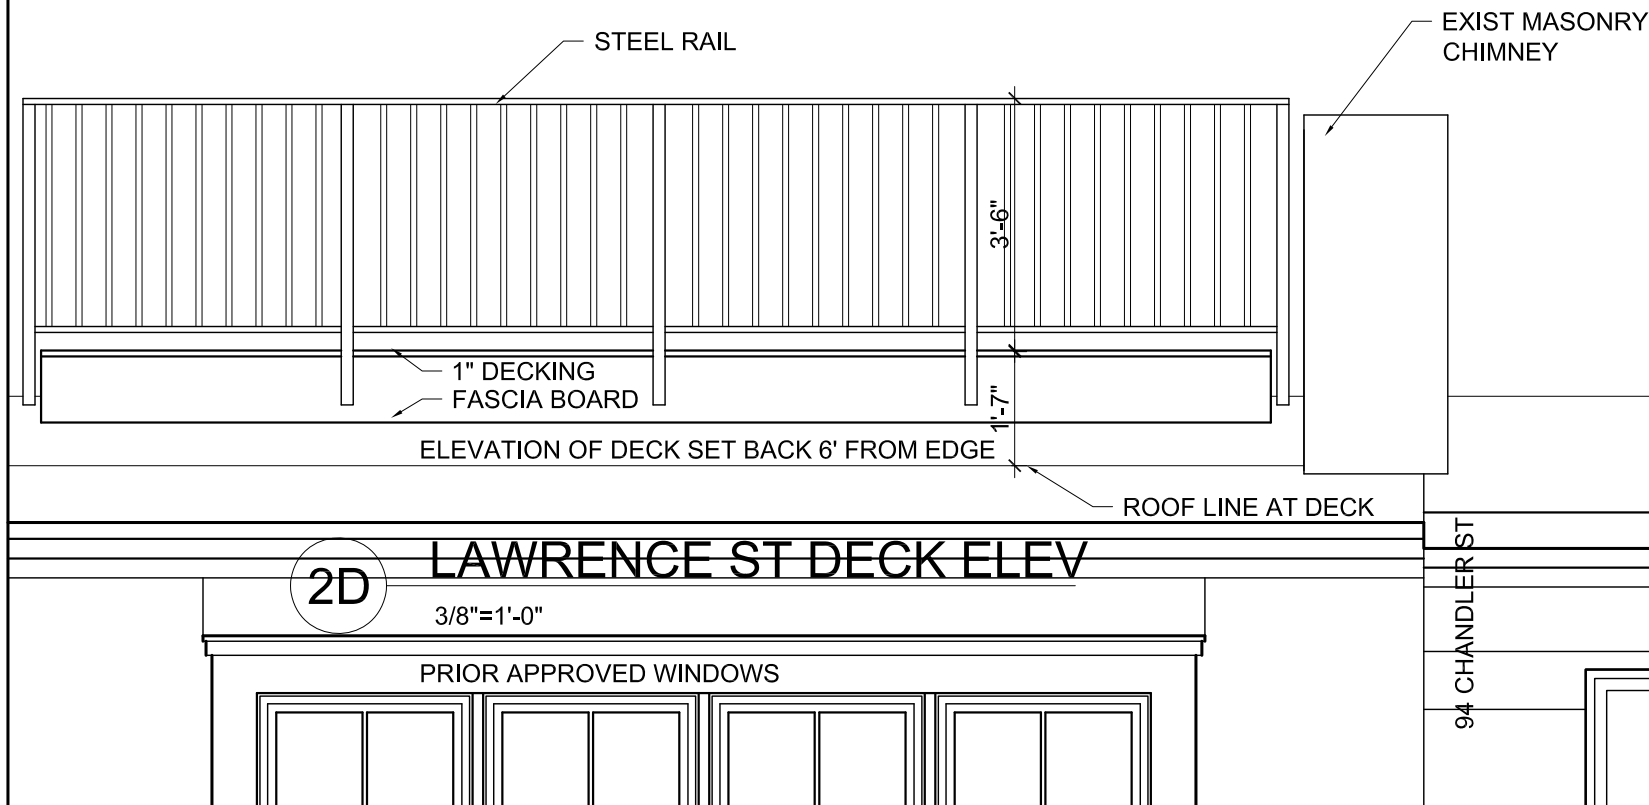 EXIST MASONRY
CHIMNEY
STEEL RAIL
3'-6"
1" DECKING
FASCIA BOARD
1'-7"
ELEVATION OF DECK SET BACK 6' FROM EDGE
ROOF LINE AT DECK
2D
LAWRENCE ST DECK ELEV
3/8"=1'-0"
94 CHANDLER ST
PRIOR APPROVED WINDOWS